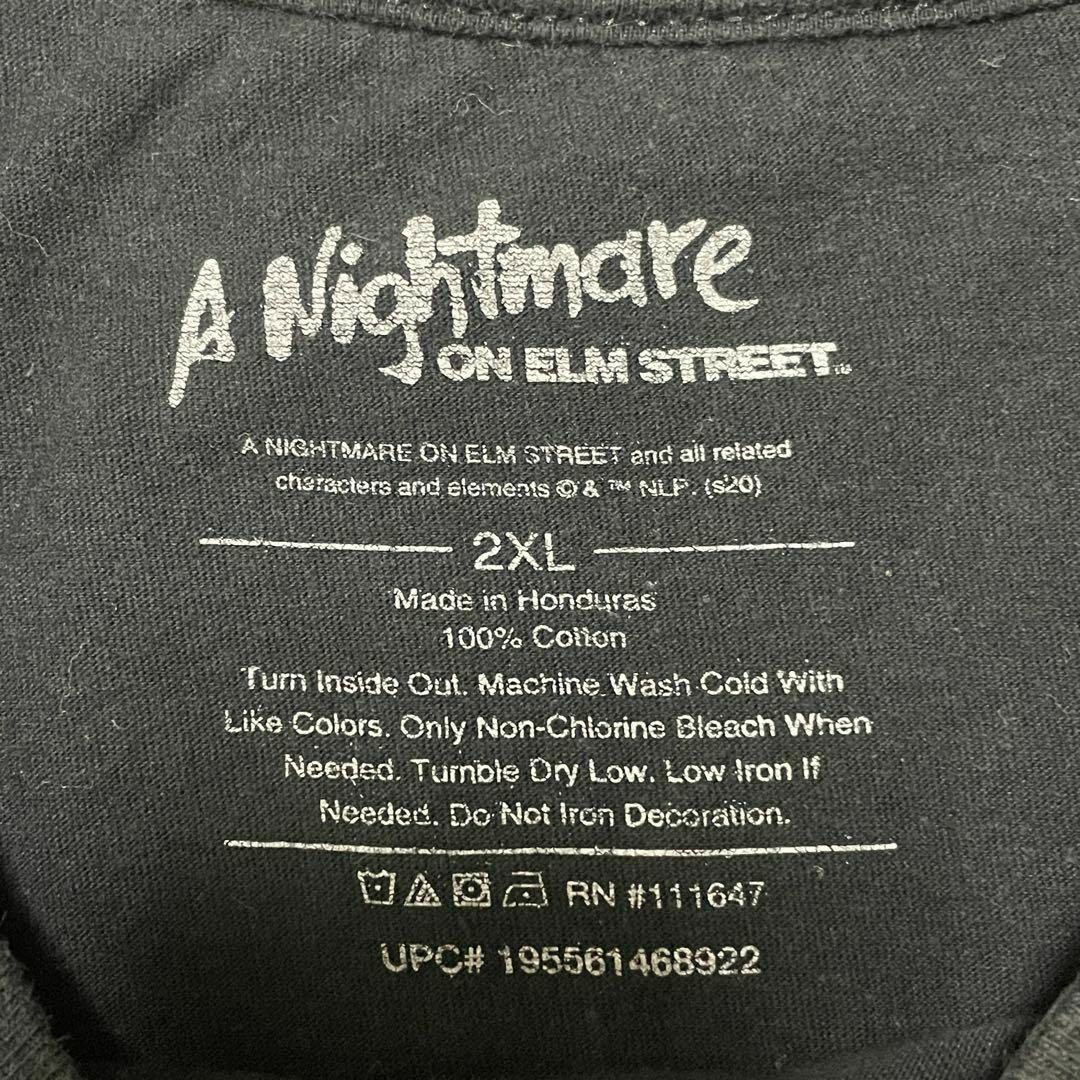 A Nightmare
ON ELM STREET™
A NIGHTMARE ON ELM STREET and all related
characters and elements © & ™ NLP. (s20)
2XL
Made in Honduras
100% Cotton
Turn Inside Out. Machine Wash Cold With
Like Colors. Only Non-Chlorine Bleach When
Needed. Tumble Dry Low. Low Iron If
Needed. Do Not Iron Decoration.
RN #111647
UPC# 195561468922